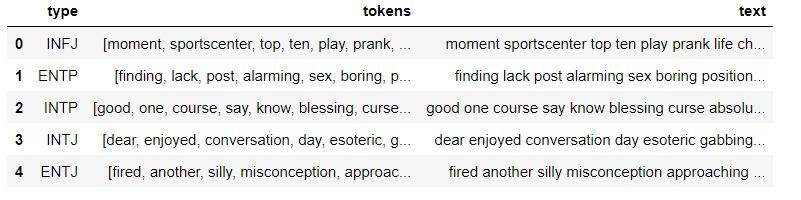 type tokens text
0 INFJ [moment, sportscenter, top, ten, play, prank, ... moment sportscenter top ten play prank life ch...
1 ENTP [finding, lack, post, alarming, sex, boring, p... finding lack post alarming sex boring position...
2 INTP [good, one, course, say, know, blessing, curse... good one course say know blessing curse absolu...
3 INTJ [dear, enjoyed, conversation, day, esoteric, g... dear enjoyed conversation day esoteric gabbing...
4 ENTJ [fired, another, silly, misconception, approac... fired another silly misconception approaching ...